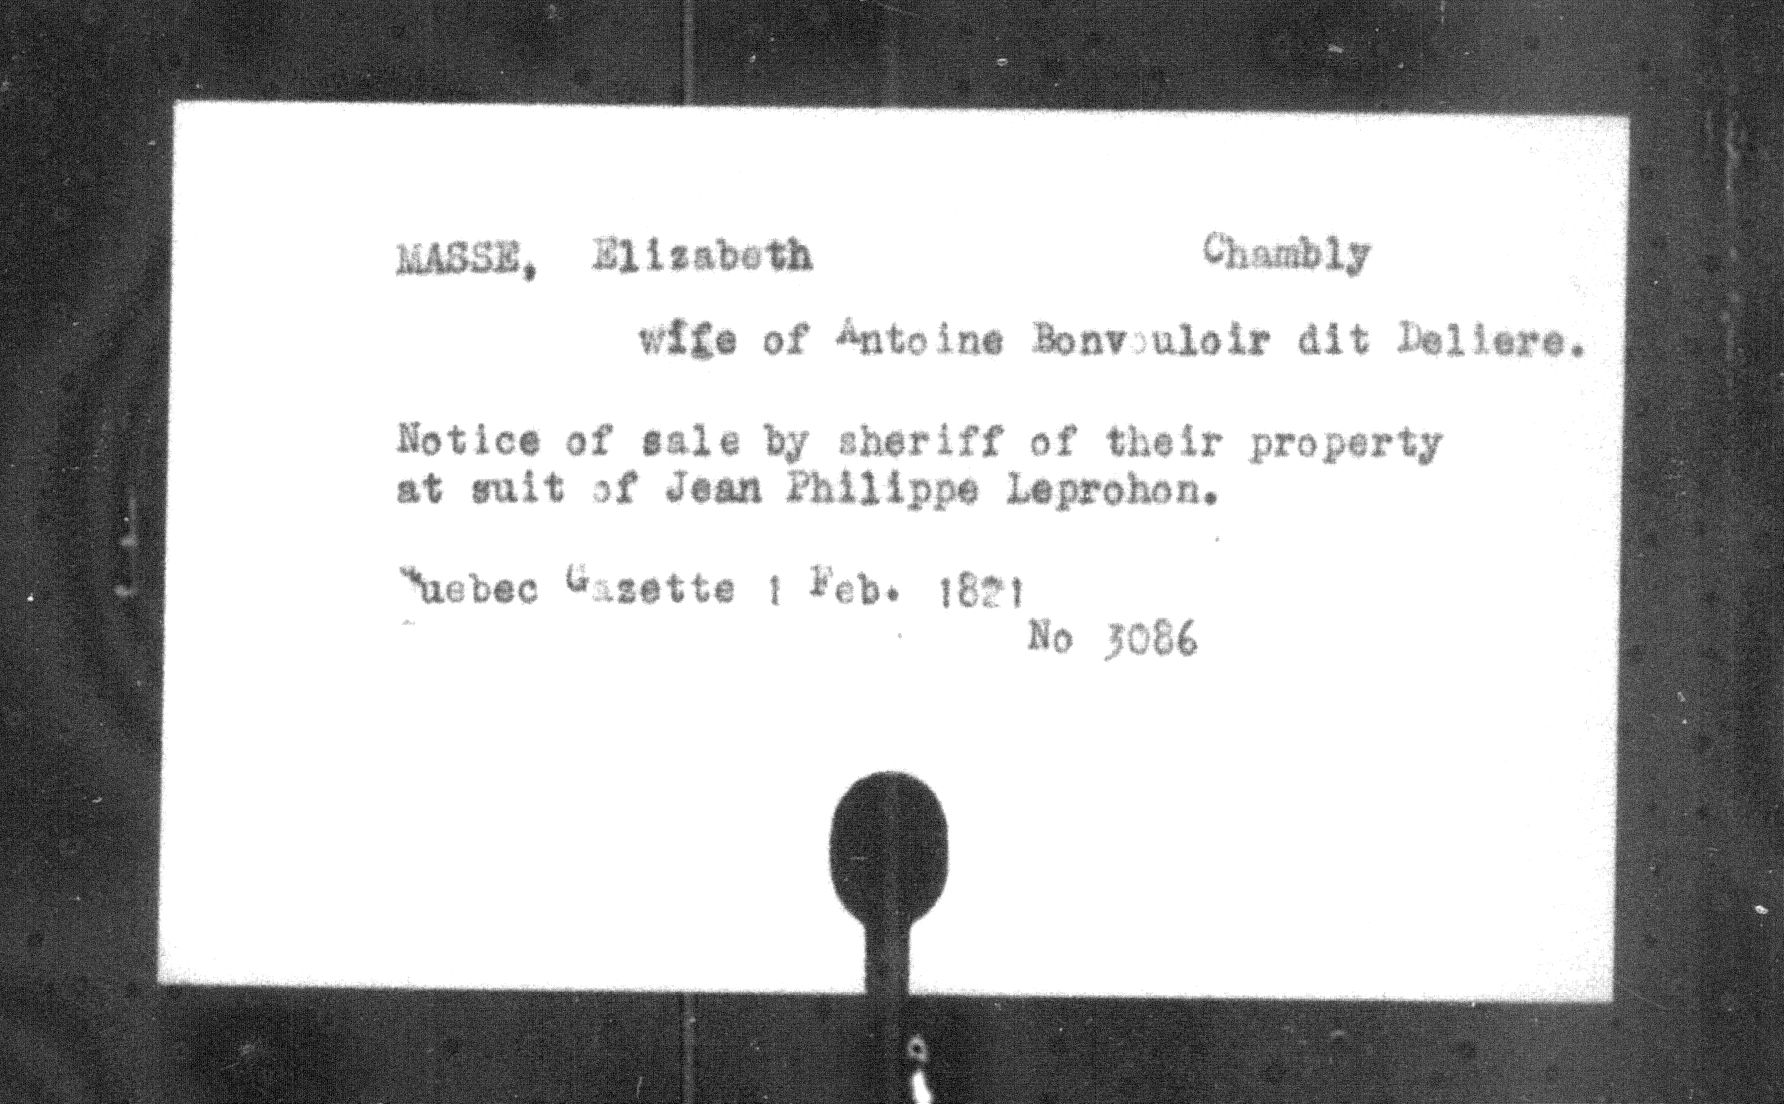 MASSE, Elizabeth Chambly
wife of Antoine Bonvouloir dit Deliere.
Notice of sale by sheriff of their property
at suit of Jean Philippe Leprohon.
Quebec Gazette 1 Feb. 1821
No 3086